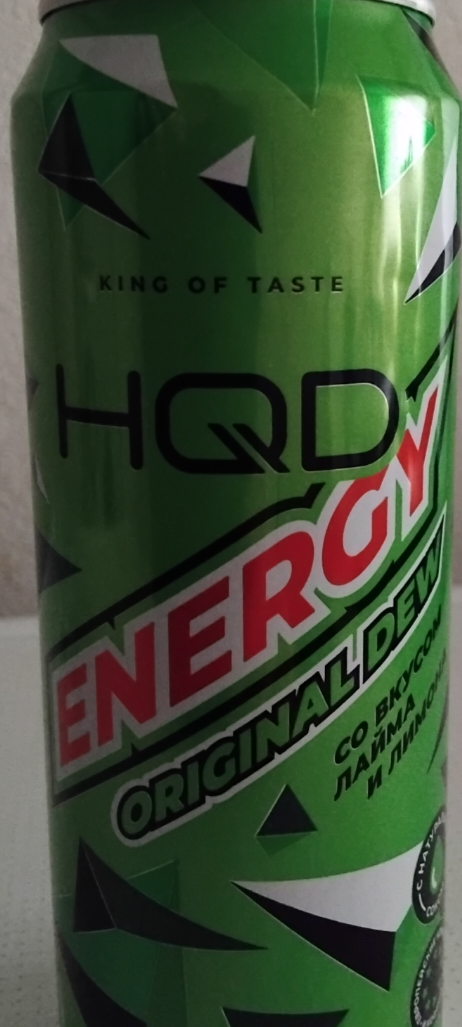 KING OF TASTE
HQD
ENERGY
ORIGINAL DEW
СО ВКУСОМ
ЛАЙМА
И ЛИМОНА